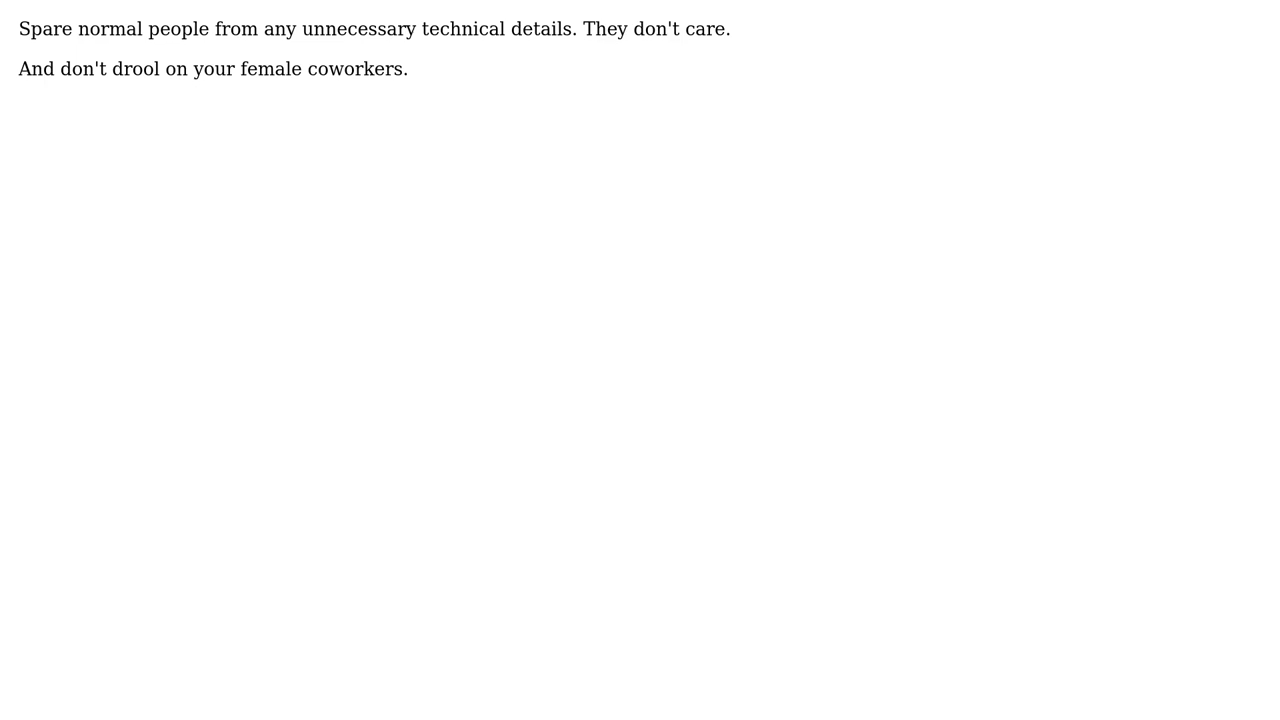 Spare normal people from any unnecessary technical details. They don't care.
And don't drool on your female coworkers.